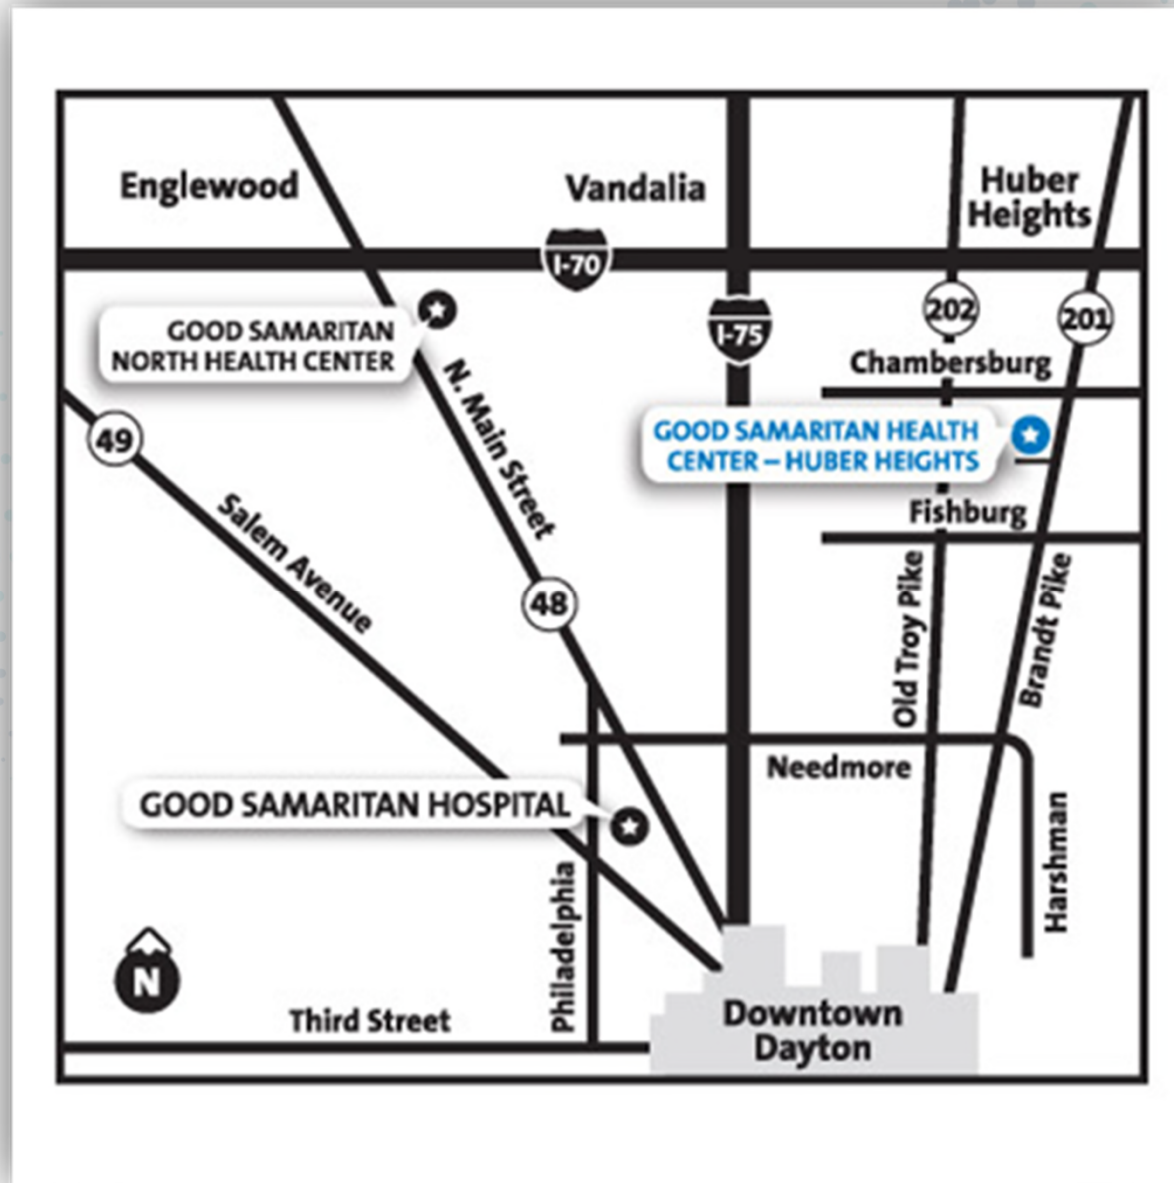 Englewood
Vandalia
Huber
Heights
I-70
GOOD SAMARITAN
NORTH HEALTH CENTER
I-75
202
201
Chambersburg
N. Main Street
49
GOOD SAMARITAN HEALTH
CENTER – HUBER HEIGHTS
Salem Avenue
Fishburg
48
Old Troy Pike
Brandt Pike
Needmore
GOOD SAMARITAN HOSPITAL
Philadelphia
Harshman
N
Third Street
Downtown
Dayton